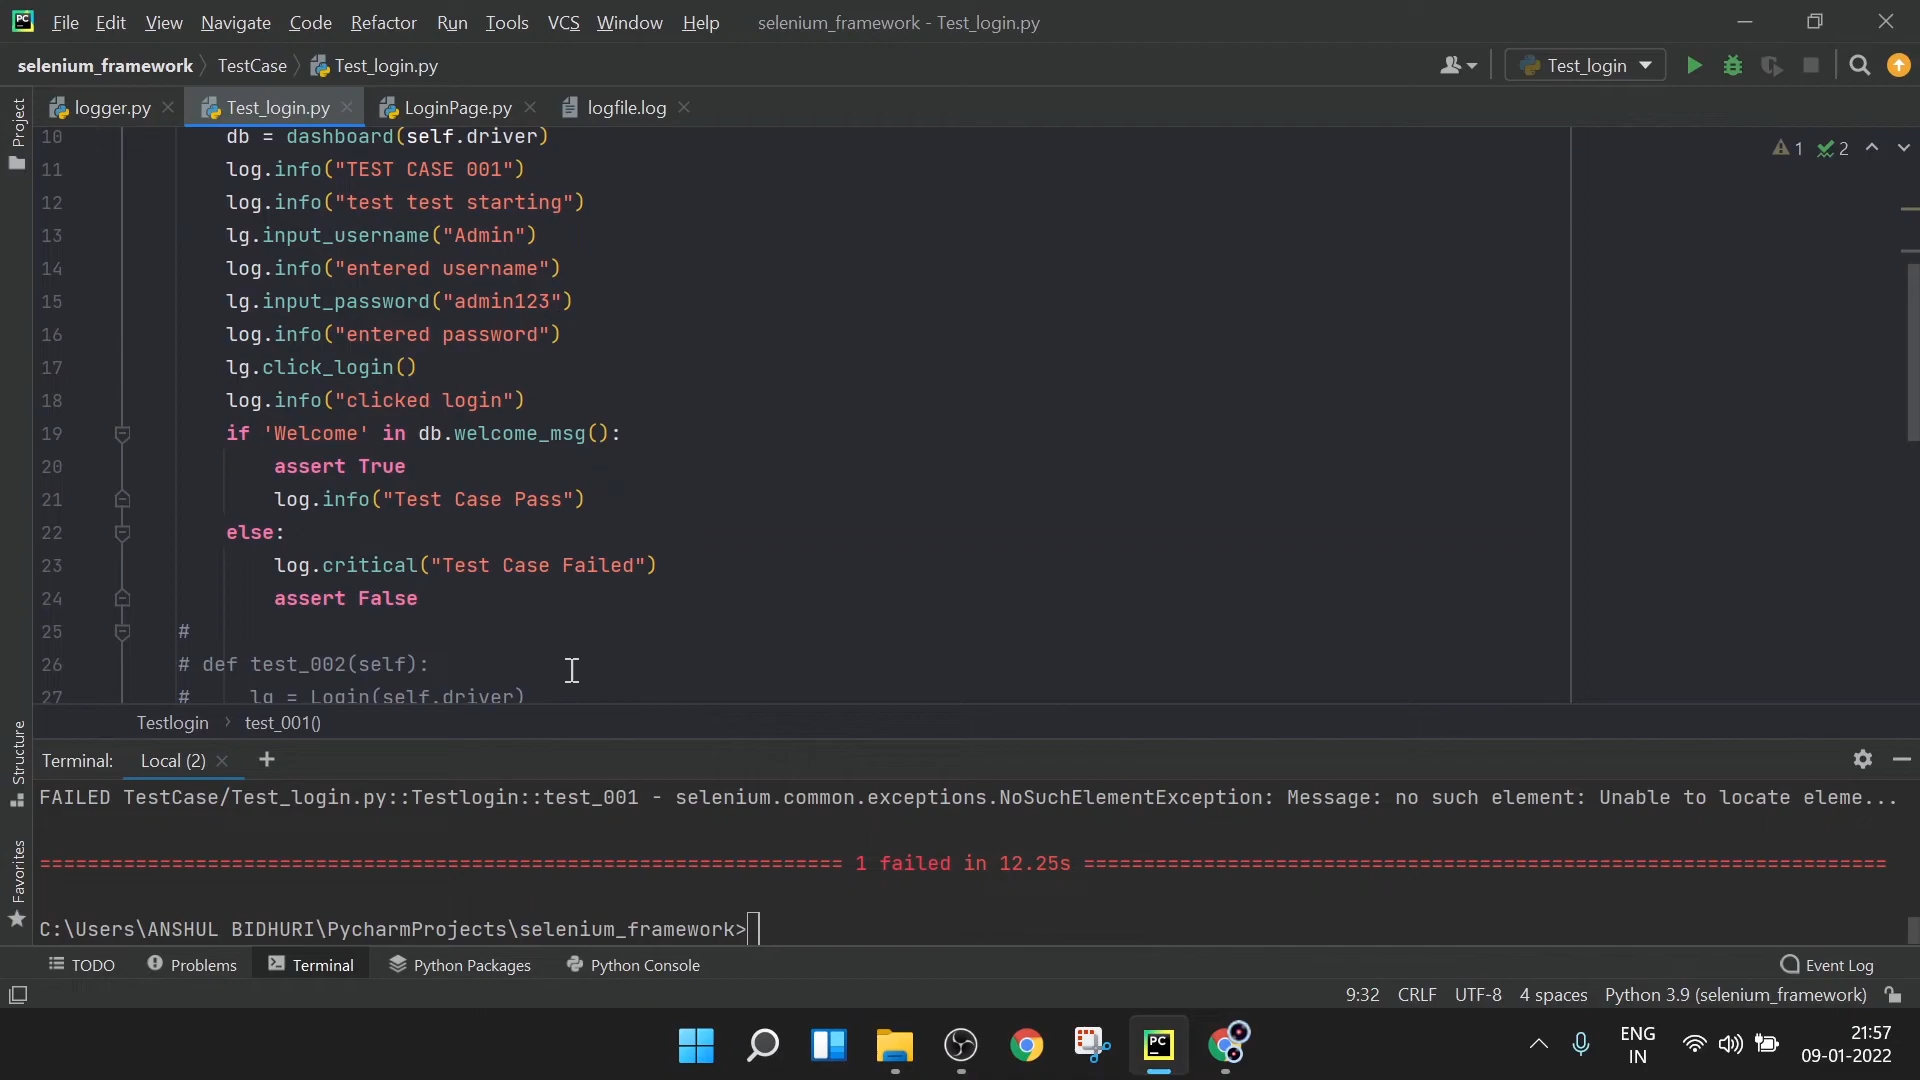 PC File Edit View Navigate Code Refactor Run Tools VCS Window Help selenium_framework - Test_login.py
selenium_framework TestCase Test_login.py Test_login
logger.py Test_login.py LoginPage.py logfile.log
Project
10 db = dashboard(self.driver)
1 2
11 log.info("TEST CASE 001")
12 log.info("test test starting")
13 lg.input_username("Admin")
14 log.info("entered username")
15 lg.input_password("admin123")
16 log.info("entered password")
17 lg.click_login()
18 log.info("clicked login")
19 if 'Welcome' in db.welcome_msg():
20 assert True
21 log.info("Test Case Pass")
22 else:
23 log.critical("Test Case Failed")
24 assert False
25 #
26 # def test_002(self):
27 # lg = Login(self.driver)
Testlogin test_001()
Structure
Favorites
Terminal: Local (2) +
FAILED TestCase/Test_login.py::Testlogin::test_001 - selenium.common.exceptions.NoSuchElementException: Message: no such element: Unable to locate eleme...
=================================================================== 1 failed in 12.25s ===================================================================
C:\Users\ANSHUL BIDHURI\PycharmProjects\selenium_framework>
TODO Problems Terminal Python Packages Python Console Event Log
9:32 CRLF UTF-8 4 spaces Python 3.9 (selenium_framework)
PC
ENG
IN
21:57
09-01-2022